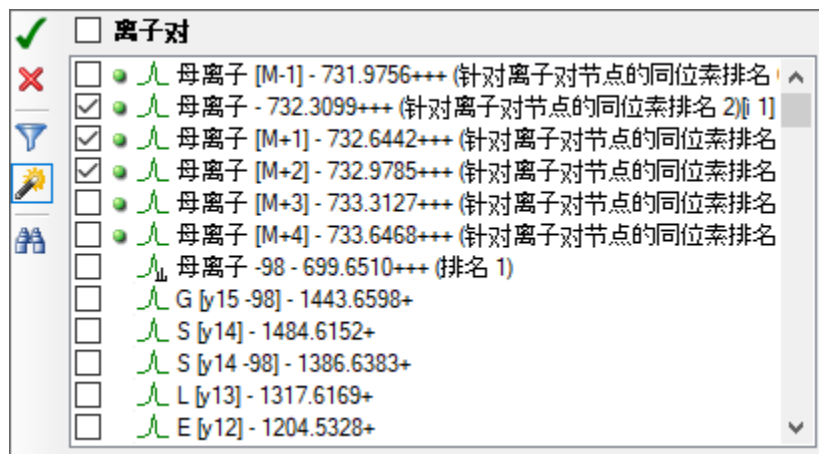 离子对
母离子 [M-1] - 731.9756+++ (针对离子对节点的同位素排名
母离子 - 732.3099+++ (针对离子对节点的同位素排名 2)[i 1]
母离子 [M+1] - 732.6442+++ (针对离子对节点的同位素排名
母离子 [M+2] - 732.9785+++ (针对离子对节点的同位素排名
母离子 [M+3] - 733.3127+++ (针对离子对节点的同位素排名
母离子 [M+4] - 733.6468+++ (针对离子对节点的同位素排名
母离子 -98 - 699.6510+++ (排名 1)
G [y15 -98] - 1443.6598+
S [y14] - 1484.6152+
S [y14 -98] - 1386.6383+
L [y13] - 1317.6169+
E [y12] - 1204.5328+